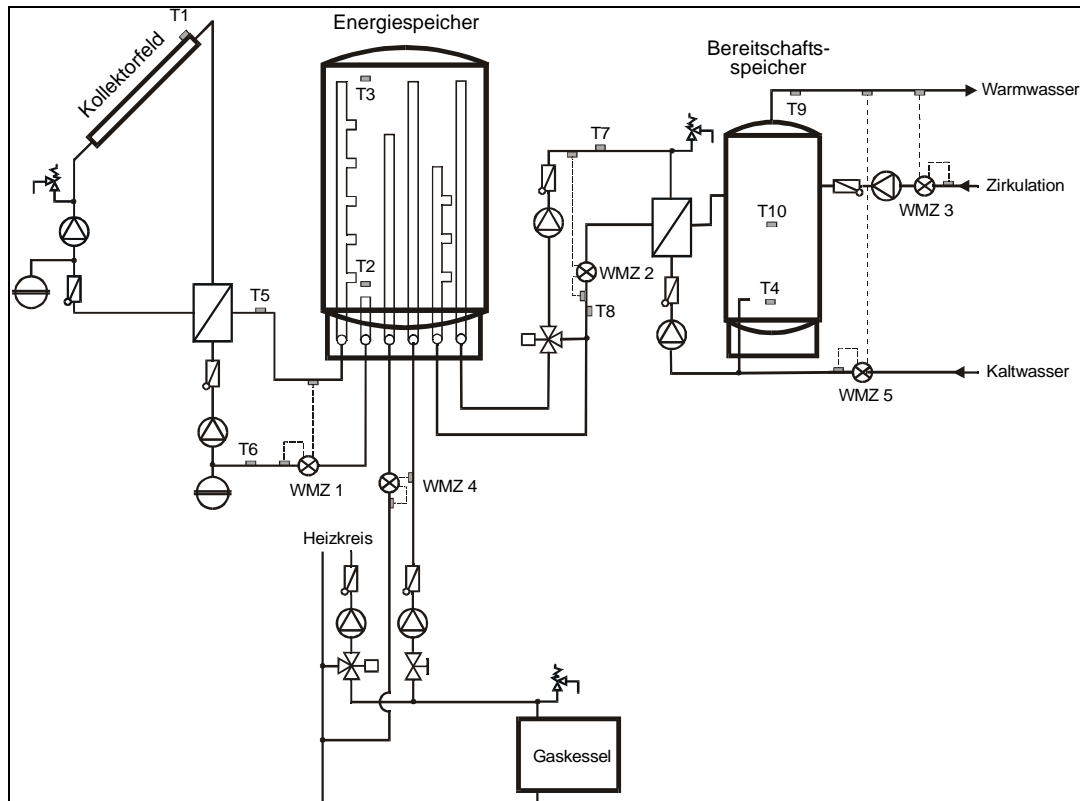 T1
Kollektorfeld
Energiespeicher
Bereitschafts-
speicher
T3
T7
T9
Warmwasser
Zirkulation
WMZ 3
T10
T2
WMZ 2
T5
T8
T4
Kaltwasser
WMZ 5
T6
WMZ 1
WMZ 4
Heizkreis
Gaskessel